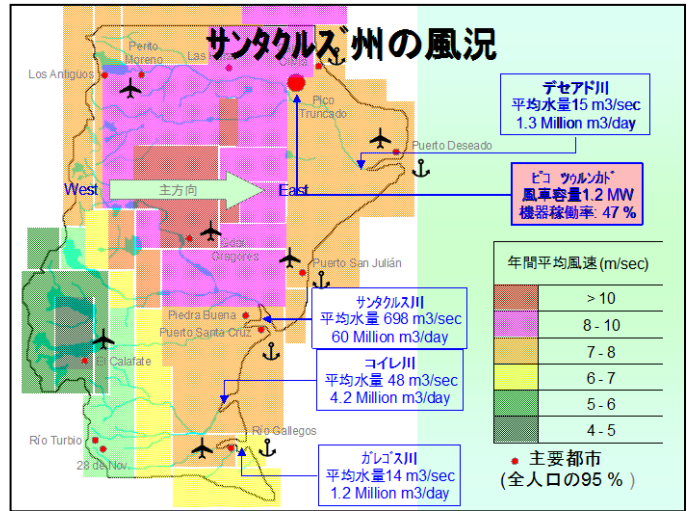 サンタクルズ州の風況
Perito
Moreno
Las
Olivia
Los Antigüos
Pico
Truncado
デセアド川
平均水量15 m3/sec
1.3 Million m3/day
Puerto Deseado
West
主方向
East
ピコ ツゥルンカド
風車容量1.2 MW
機器稼働率: 47 %
Gdor
Gregores
Puerto San Julián
年間平均風速(m/sec)
> 10
8 - 10
7 - 8
6 - 7
5 - 6
4 - 5
サンタクルス川
平均水量 698 m3/sec
60 Million m3/day
Piedra Buena
Puerto Santa Cruz
コイレ川
平均水量 48 m3/sec
4.2 Million m3/day
El Calafate
Río Turbio
28 de Nov.
Río Gallegos
ガレゴス川
平均水量14 m3/sec
1.2 Million m3/day
主要都市
(全人口の95 % )